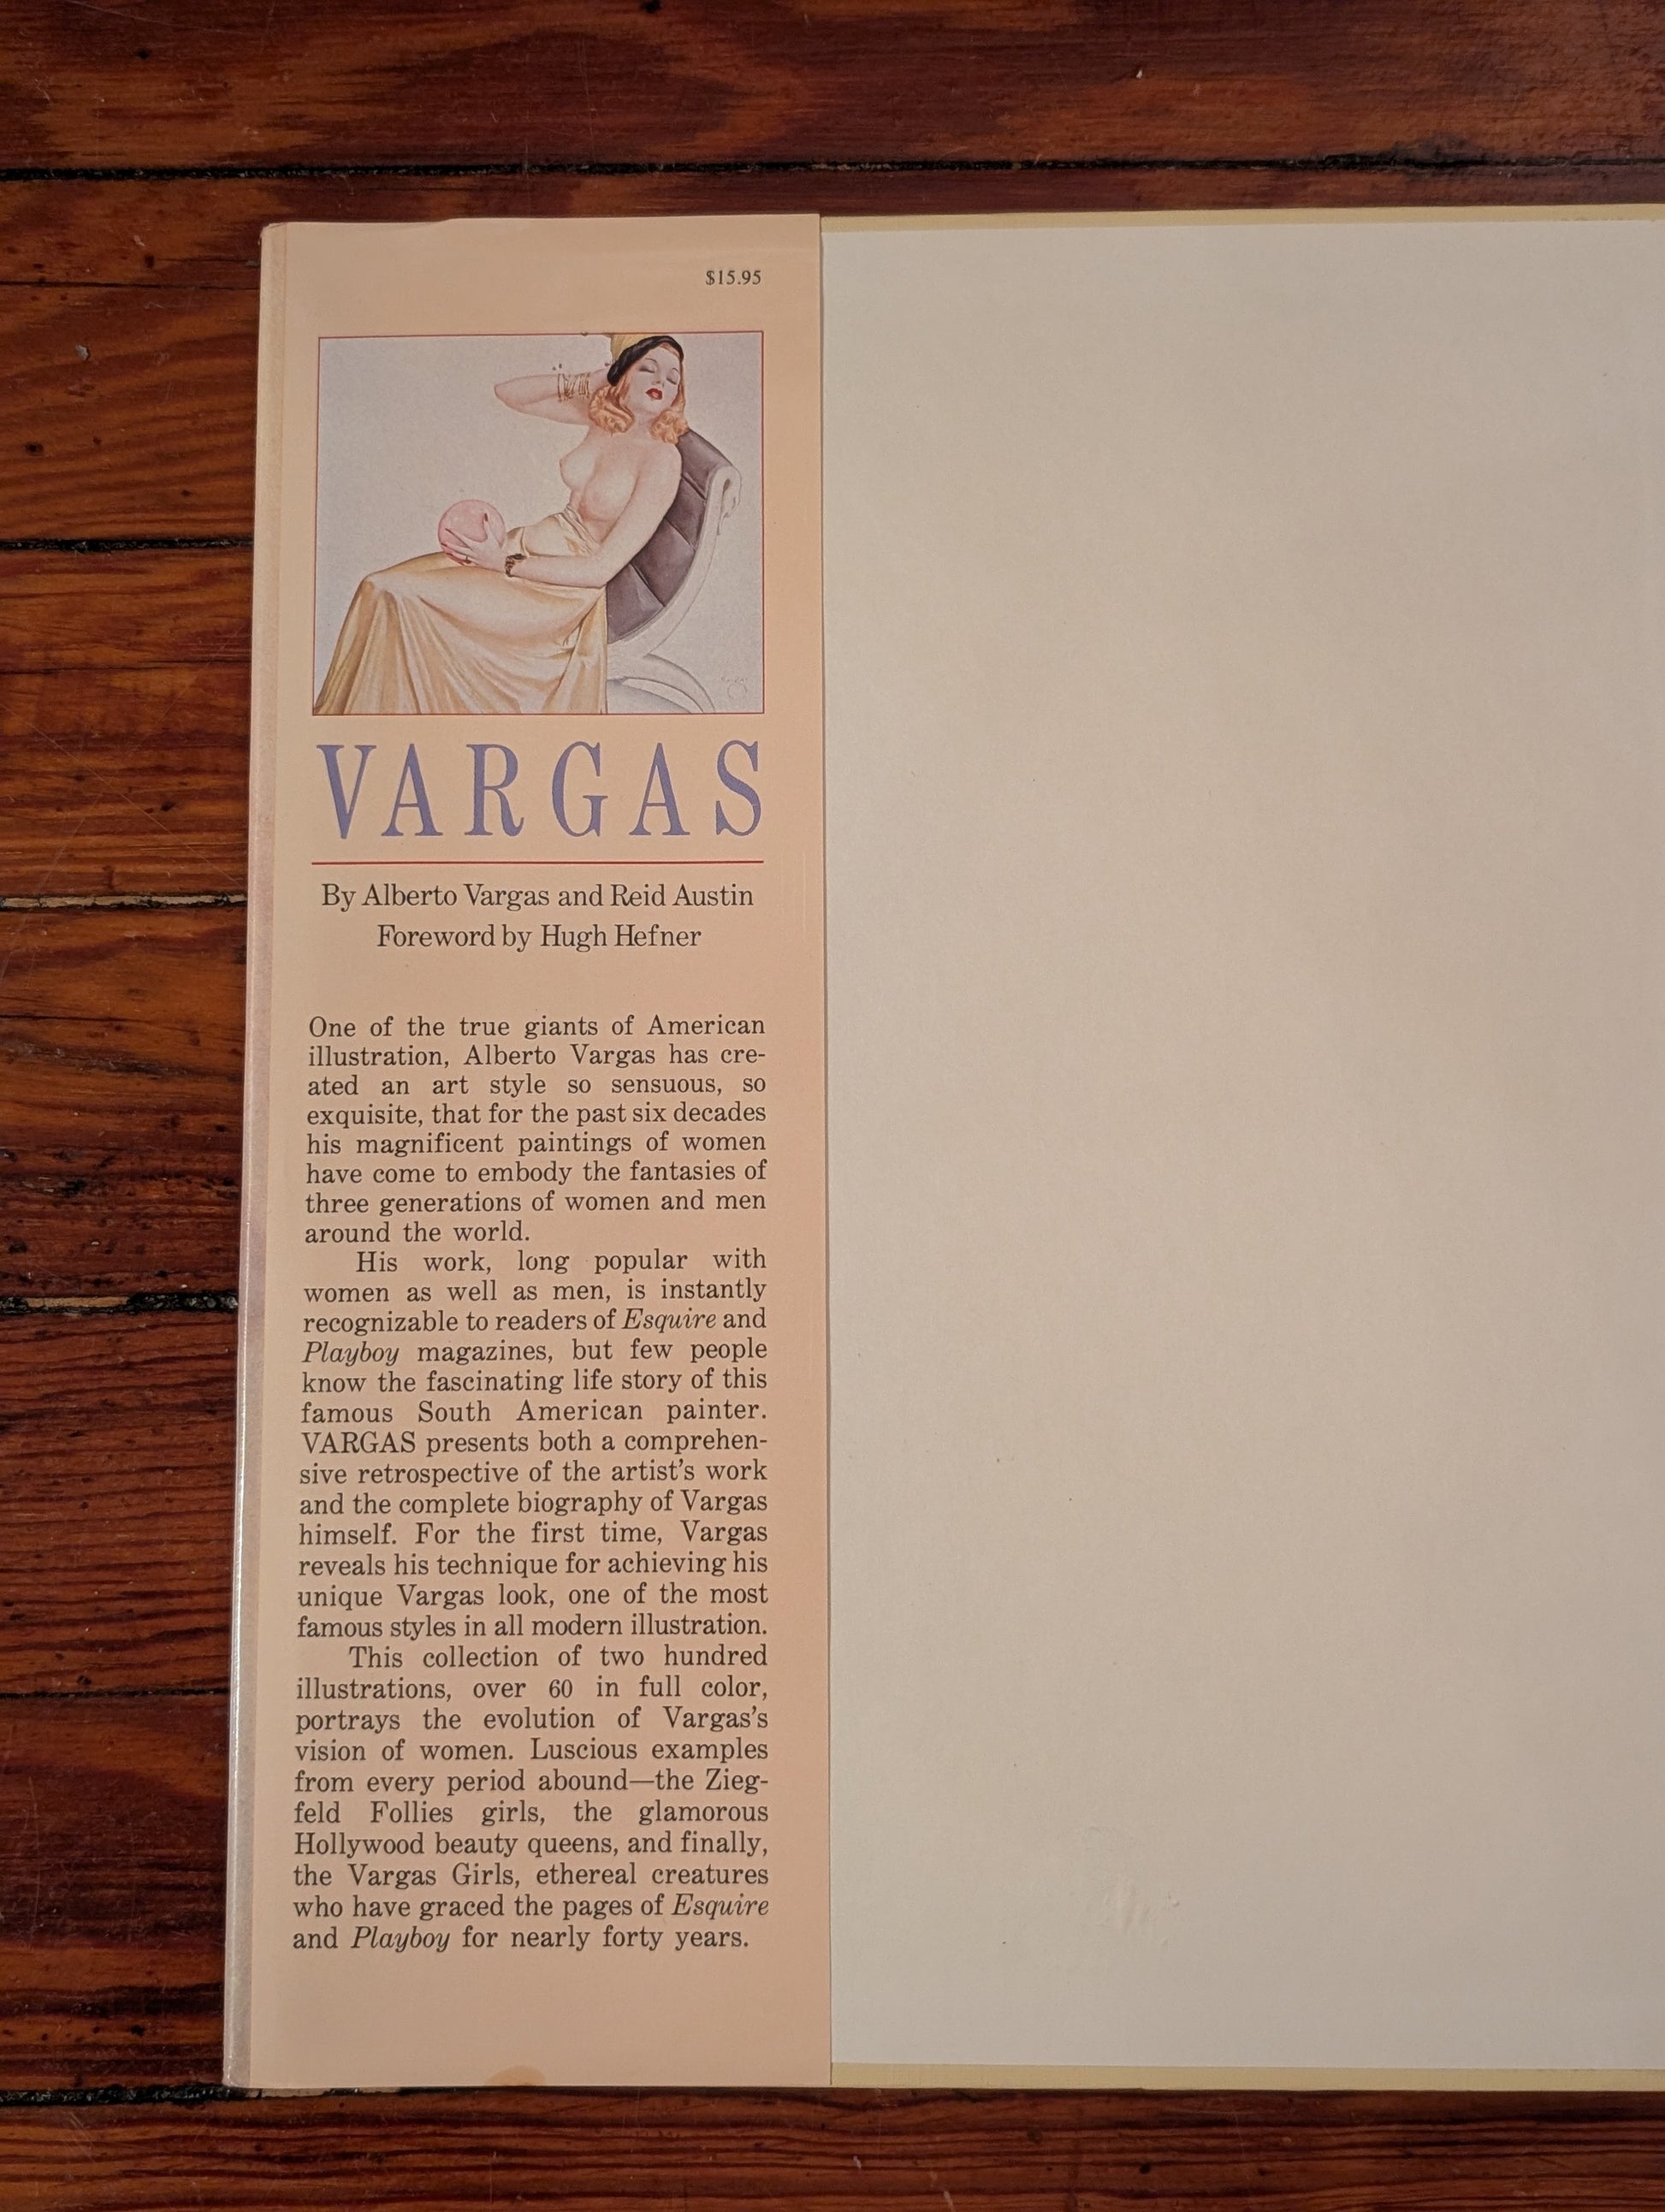 $15.95
VARGAS
By Alberto Vargas and Reid Austin
Foreword by Hugh Hefner
One of the true giants of American
illustration, Alberto Vargas has cre-
ated an art style so sensuous, so
exquisite, that for the past six decades
his magnificent paintings of women
have come to embody the fantasies of
three generations of women and men
around the world.
His work, long popular with
women as well as men, is instantly
recognizable to readers of Esquire and
Playboy magazines, but few people
know the fascinating life story of this
famous South American painter.
VARGAS presents both a comprehen-
sive retrospective of the artist's work
and the complete biography of Vargas
himself. For the first time, Vargas
reveals his technique for achieving his
unique Vargas look, one of the most
famous styles in all modern illustration.
This collection of two hundred
illustrations, over 60 in full color,
portrays the evolution of Vargas's
vision of women. Luscious examples
from every period abound—the Zieg-
feld Follies girls, the glamorous
Hollywood beauty queens, and finally,
the Vargas Girls, ethereal creatures
who have graced the pages of Esquire
and Playboy for nearly forty years.